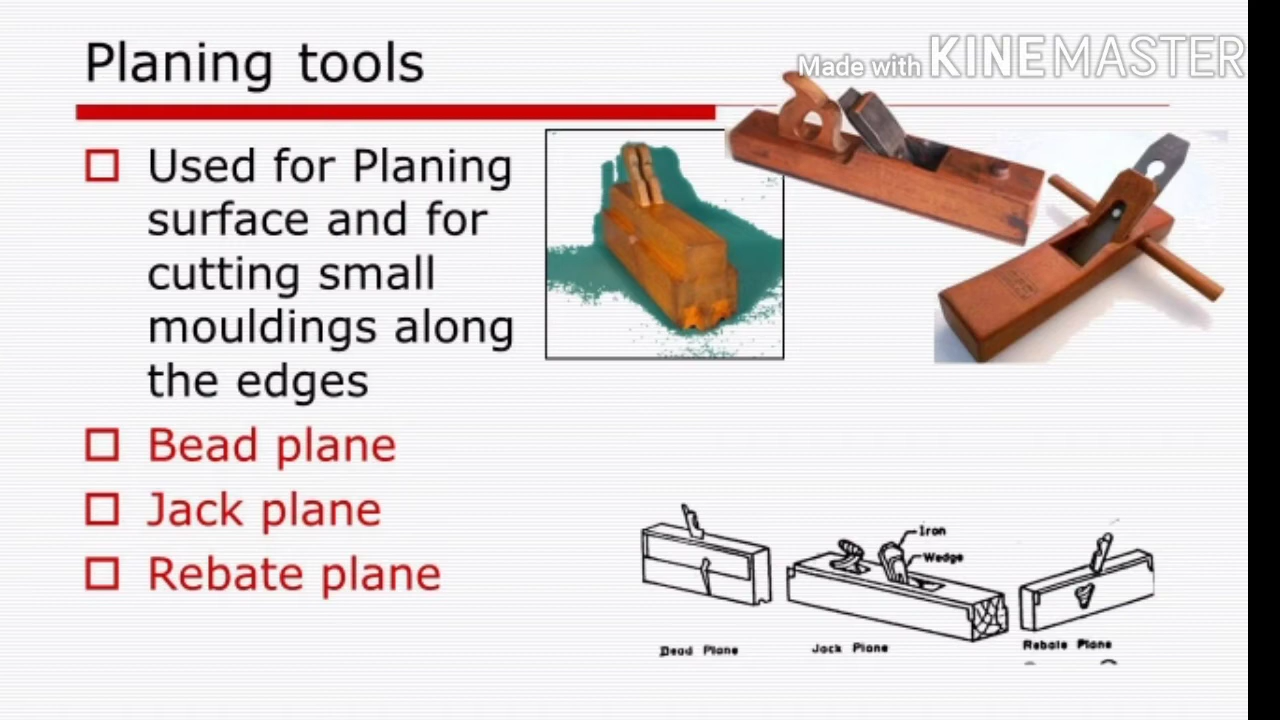 Planing tools
Made with KINEMASTER
Used for Planing
surface and for
cutting small
mouldings along
the edges
Bead plane
Jack plane
Rebate plane
Iron
Wedge
Bead Plane
Jack Plane
Rebate Plane